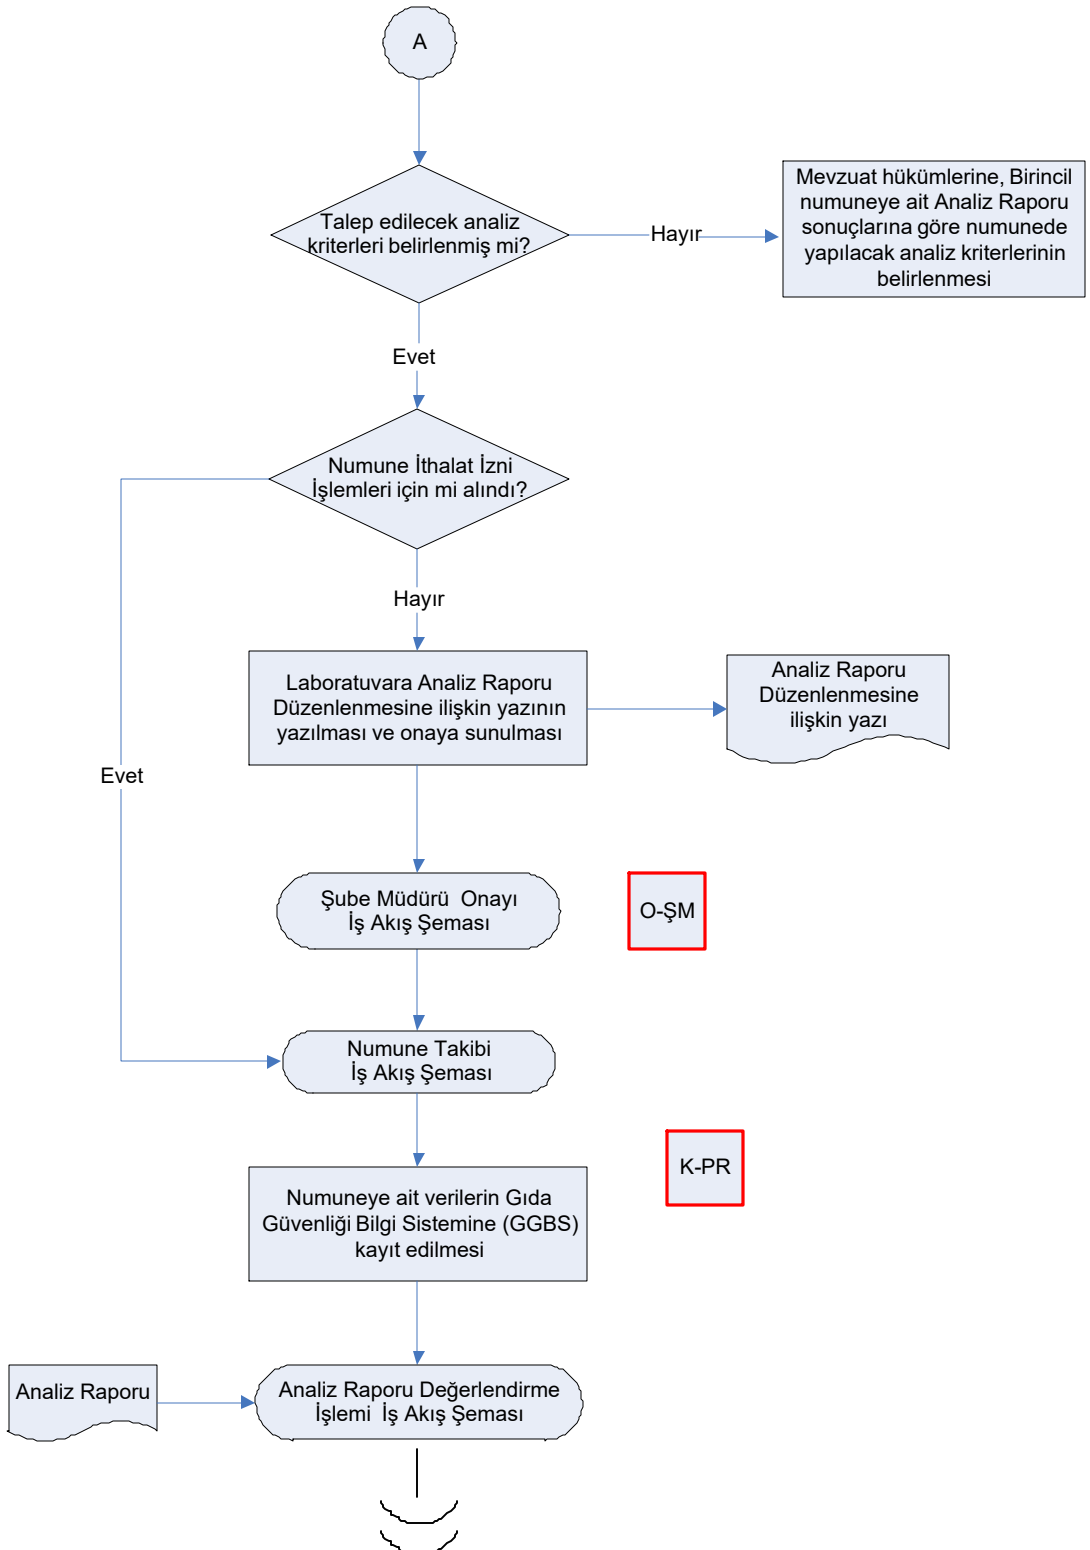 A
Talep edilecek analiz
kriterleri belirlenmiş mi?
Hayır
Mevzuat hükümlerine, Birincil
numuneye ait Analiz Raporu
sonuçlarına göre numunede
yapılacak analiz kriterlerinin
belirlenmesi
Evet
Numune İthalat İzni
İşlemleri için mi alındı?
Hayır
Laboratuvara Analiz Raporu
Düzenlenmesine ilişkin yazının
yazılması ve onaya sunulması
Analiz Raporu
Düzenlenmesine
ilişkin yazı
Evet
Şube Müdürü Onayı
İş Akış Şeması
O-ŞM
Numune Takibi
İş Akış Şeması
K-PR
Numuneye ait verilerin Gıda
Güvenliği Bilgi Sistemine (GGBS)
kayıt edilmesi
Analiz Raporu
Analiz Raporu Değerlendirme
İşlemi İş Akış Şeması